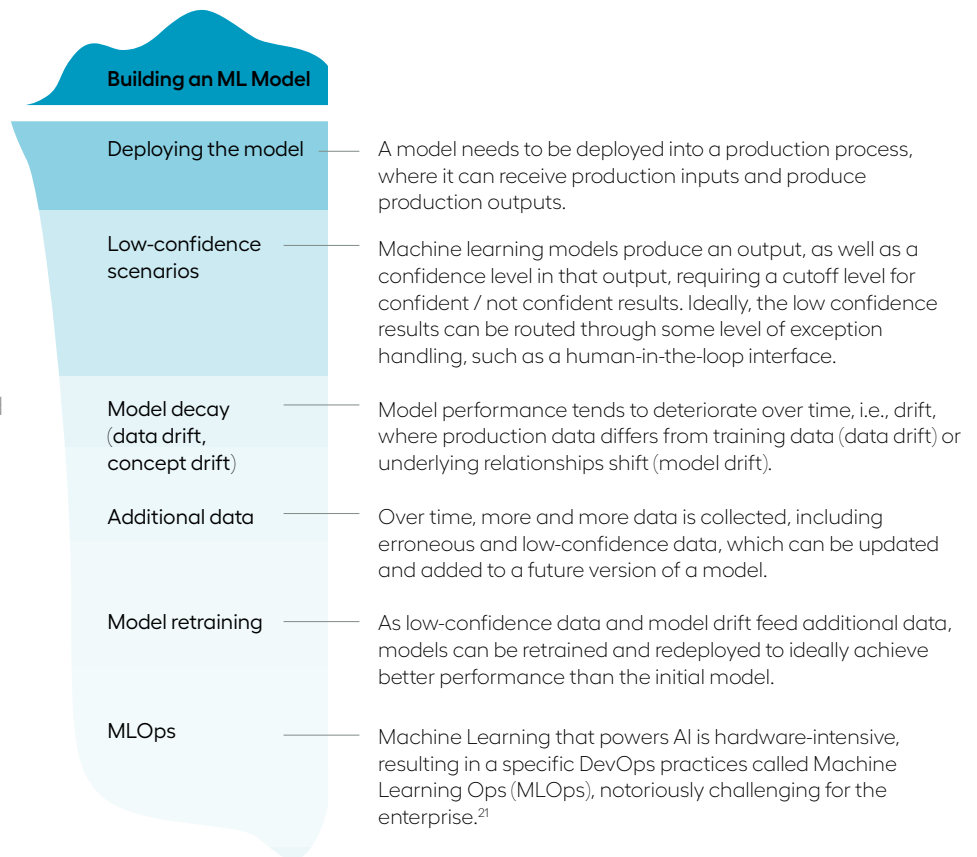 Building an ML Model
Deploying the model
A model needs to be deployed into a production process,
where it can receive production inputs and produce
production outputs.
Low-confidence
scenarios
Machine learning models produce an output, as well as a
confidence level in that output, requiring a cutoff level for
confident / not confident results. Ideally, the low confidence
results can be routed through some level of exception
handling, such as a human-in-the-loop interface.
Model decay
(data drift,
concept drift)
Model performance tends to deteriorate over time, i.e., drift,
where production data differs from training data (data drift) or
underlying relationships shift (model drift).
Additional data
Over time, more and more data is collected, including
erroneous and low-confidence data, which can be updated
and added to a future version of a model.
Model retraining
As low-confidence data and model drift feed additional data,
models can be retrained and redeployed to ideally achieve
better performance than the initial model.
MLOps
Machine Learning that powers AI is hardware-intensive,
resulting in a specific DevOps practices called Machine
Learning Ops (MLOps), notoriously challenging for the
enterprise.21